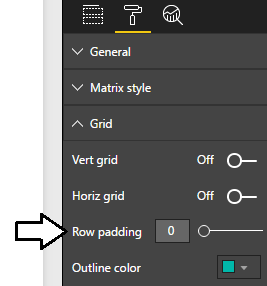 General
Matrix style
Grid
Vert grid Off
Horiz grid Off
Row padding 0
Outline color